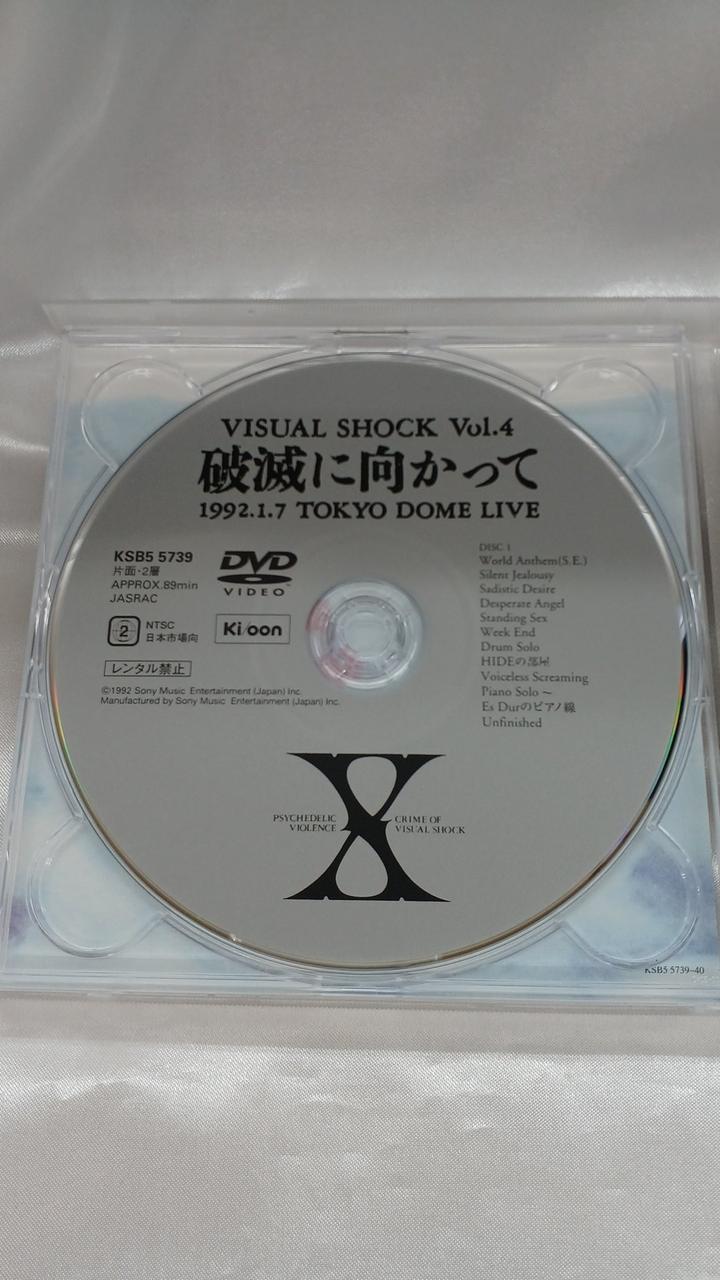 VISUAL SHOCK Vol.4
破滅に向かって
1992.1.7 TOKYO DOME LIVE
KSB5 5739
片面・2層
APPROX.89min
JASRAC
DVD
VIDEO
2
NTSC
日本市場向
Ki/oon
レンタル禁止
©1992 Sony Music Entertainment (Japan) Inc.
Manufactured by Sony Music Entertainment (Japan) Inc.
DISC 1
World Anthem(S.E.)
Silent Jealousy
Sadistic Desire
Desperate Angel
Standing Sex
Week End
Drum Solo
HIDEの部屋
Voiceless Screaming
Piano Solo ～
Es Durのピアノ線
Unfinished
X
PSYCHEDELIC
VIOLENCE
CRIME OF
VISUAL SHOCK
KSB5 5739-40